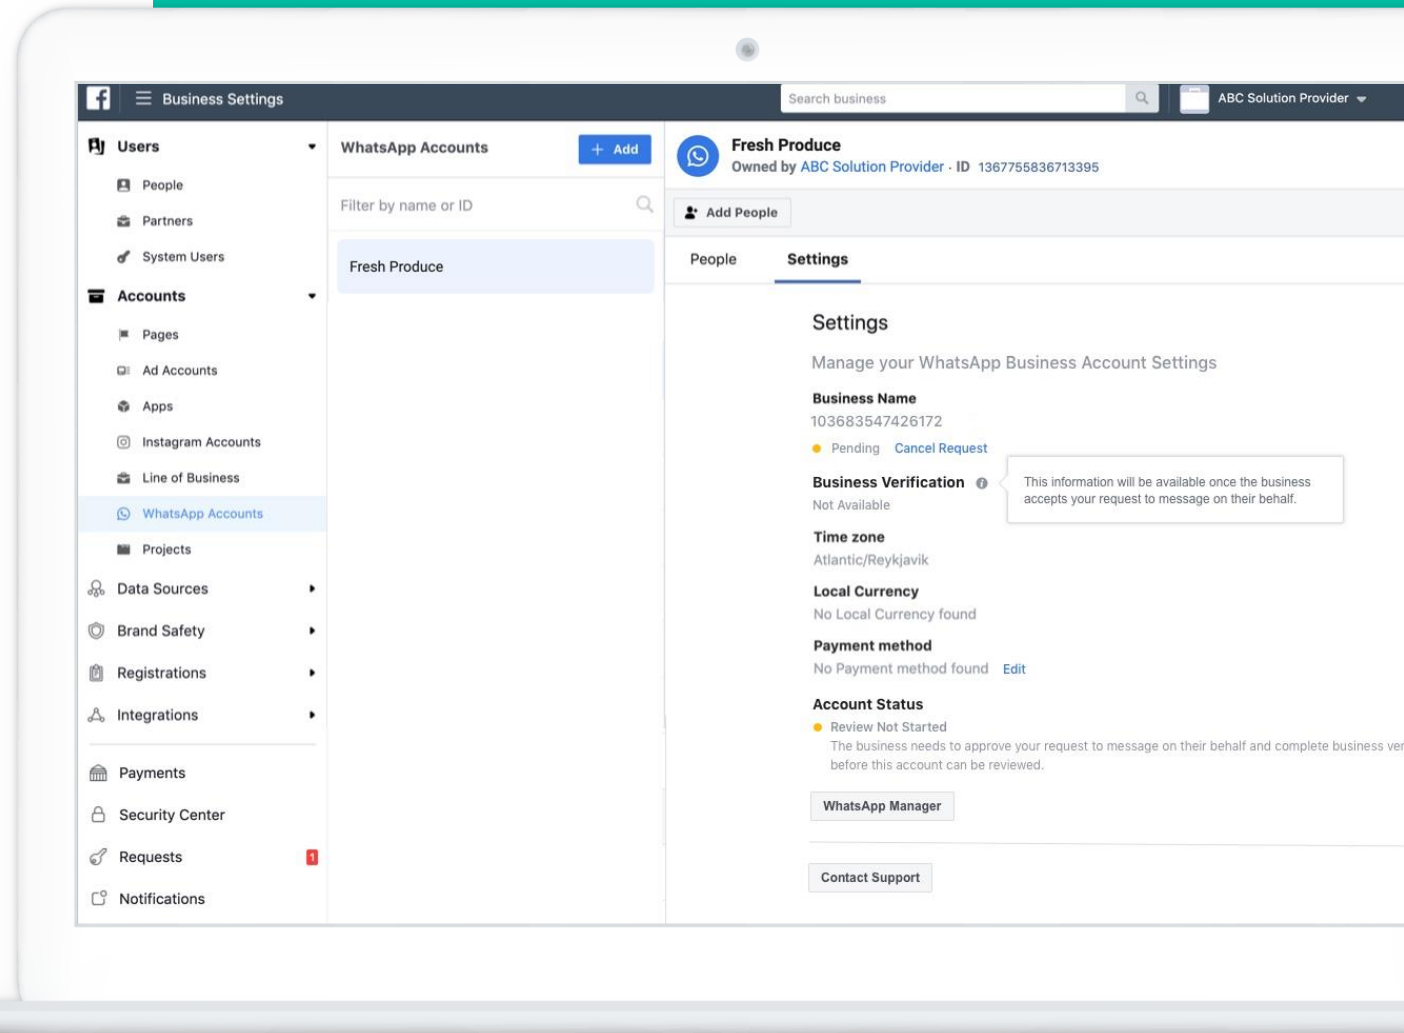 Business Settings
Search business
ABC Solution Provider
Users
People
Partners
System Users
Accounts
Pages
Ad Accounts
Apps
Instagram Accounts
Line of Business
WhatsApp Accounts
Projects
Data Sources
Brand Safety
Registrations
Integrations
Payments
Security Center
Requests 1
Notifications
WhatsApp Accounts
+ Add
Filter by name or ID
Fresh Produce
Fresh Produce
Owned by ABC Solution Provider · ID 1367755836713395
Add People
People Settings
Settings
Manage your WhatsApp Business Account Settings
Business Name
103683547426172
Pending Cancel Request
Business Verification
Not Available
This information will be available once the business
accepts your request to message on their behalf.
Time zone
Atlantic/Reykjavik
Local Currency
No Local Currency found
Payment method
No Payment method found Edit
Account Status
Review Not Started
The business needs to approve your request to message on their behalf and complete business ver
before this account can be reviewed.
WhatsApp Manager
Contact Support